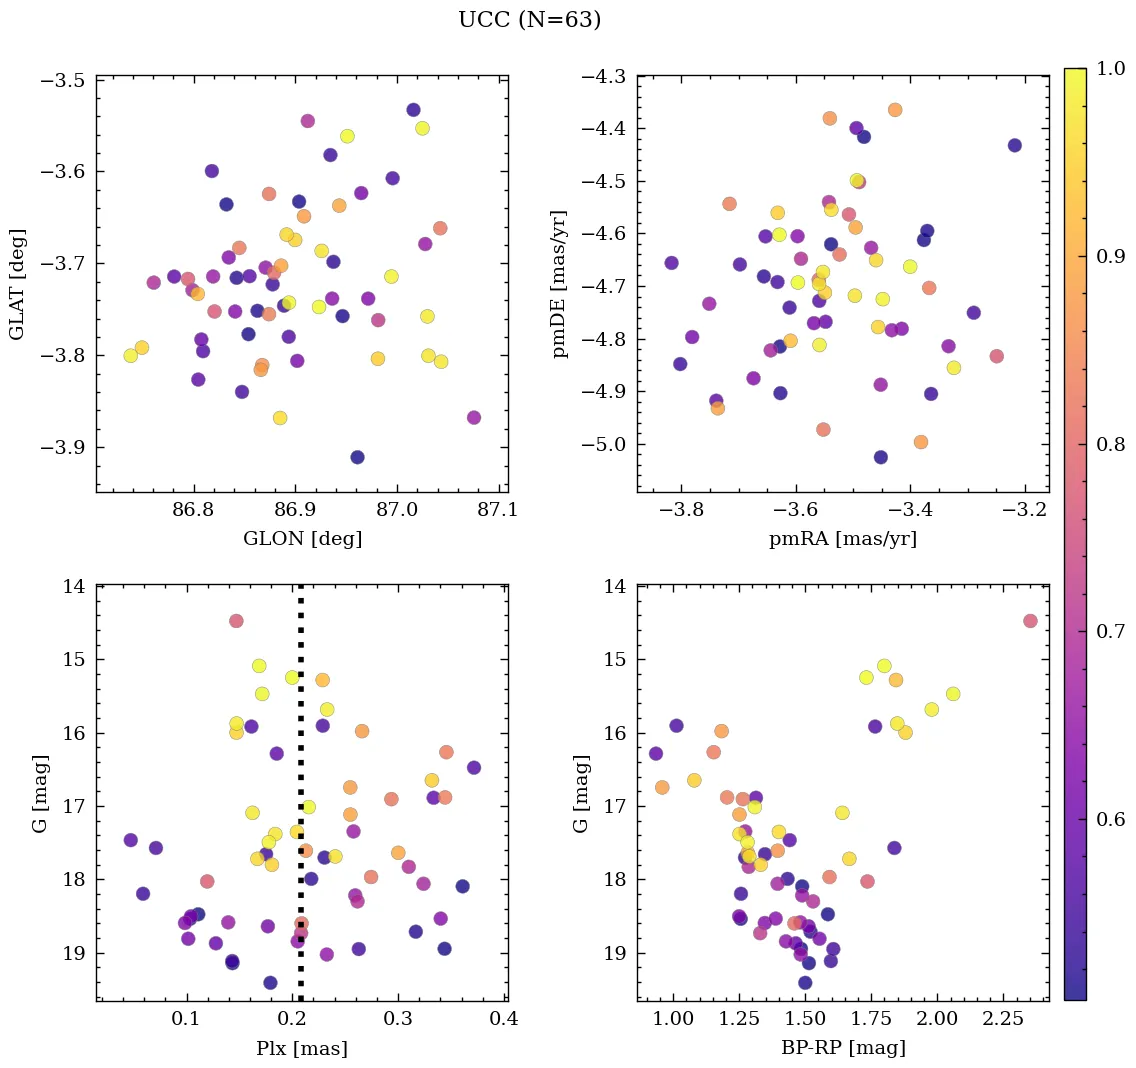 UCC (N=63)
−3.5
−3.6
−3.7
−3.8
−3.9
GLAT [deg]
86.8 86.9 87.0 87.1
GLON [deg]
−4.3
−4.4
−4.5
−4.6
−4.7
−4.8
−4.9
−5.0
pmDE [mas/yr]
−3.8 −3.6 −3.4 −3.2
pmRA [mas/yr]
1.0
0.9
0.8
0.7
0.6
14
15
16
17
18
19
G [mag]
0.1 0.2 0.3 0.4
Plx [mas]
14
15
16
17
18
19
G [mag]
1.00 1.25 1.50 1.75 2.00 2.25
BP-RP [mag]